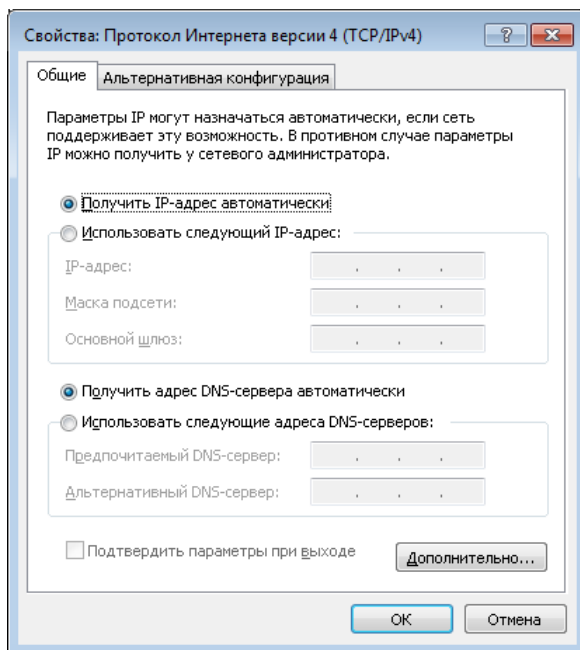 Свойства: Протокол Интернета версии 4 (TCP/IPv4)
Общие
Альтернативная конфигурация
Параметры IP могут назначаться автоматически, если сеть
поддерживает эту возможность. В противном случае параметры
IP можно получить у сетевого администратора.
Получить IP-адрес автоматически
Использовать следующий IP-адрес:
IP-адрес:
Маска подсети:
Основной шлюз:
Получить адрес DNS-сервера автоматически
Использовать следующие адреса DNS-серверов:
Предпочитаемый DNS-сервер:
Альтернативный DNS-сервер:
Подтвердить параметры при выходе
Дополнительно...
ОК
Отмена